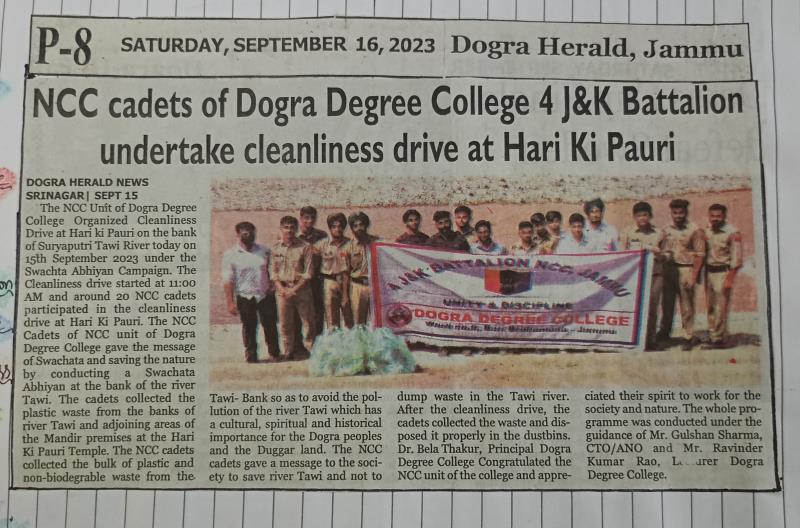 P-8 SATURDAY, SEPTEMBER 16, 2023 Dogra Herald, Jammu
NCC cadets of Dogra Degree College 4 J&K Battalion
undertake cleanliness drive at Hari Ki Pauri
DOGRA HERALD NEWS
SRINAGAR| SEPT 15
The NCC Unit of Dogra Degree
College Organized Cleanliness
Drive at Hari ki Pauri on the bank
of Suryaputri Tawi River today on
15th September 2023 under the
Swachta Abhiyan Campaign. The
Cleanliness drive started at 11:00
AM and around 20 NCC cadets
participated in the cleanliness
drive at Hari Ki Pauri. The NCC
Cadets of NCC unit of Dogra
Degree College gave the message
of Swachata and saving the nature
by conducting a Swachata
Abhiyan at the bank of the river
Tawi. The cadets collected the
plastic waste from the banks of
river Tawi and adjoining areas of
the Mandir premises at the Hari
Ki Pauri Temple. The NCC cadets
collected the bulk of plastic and
non-biodegrable waste from the
4 J&K BATTALION NCC, JAMMU
UNITY & DISCIPLINE
DOGRA DEGREE COLLEGE
Jammu
Tawi- Bank so as to avoid the pol-
lution of the river Tawi which has
a cultural, spiritual and historical
importance for the Dogra peoples
and the Duggar land. The NCC
cadets gave a message to the soci-
ety to save river Tawi and not to
dump waste in the Tawi river.
After the cleanliness drive, the
cadets collected the waste and dis-
posed it properly in the dustbins.
Dr. Bela Thakur, Principal Dogra
Degree College Congratulated the
NCC unit of the college and appre-
ciated their spirit to work for the
society and nature. The whole pro-
gramme was conducted under the
guidance of Mr. Gulshan Sharma,
CTO/ANO and Mr. Ravinder
Kumar Rao, Dogra
Degree College.